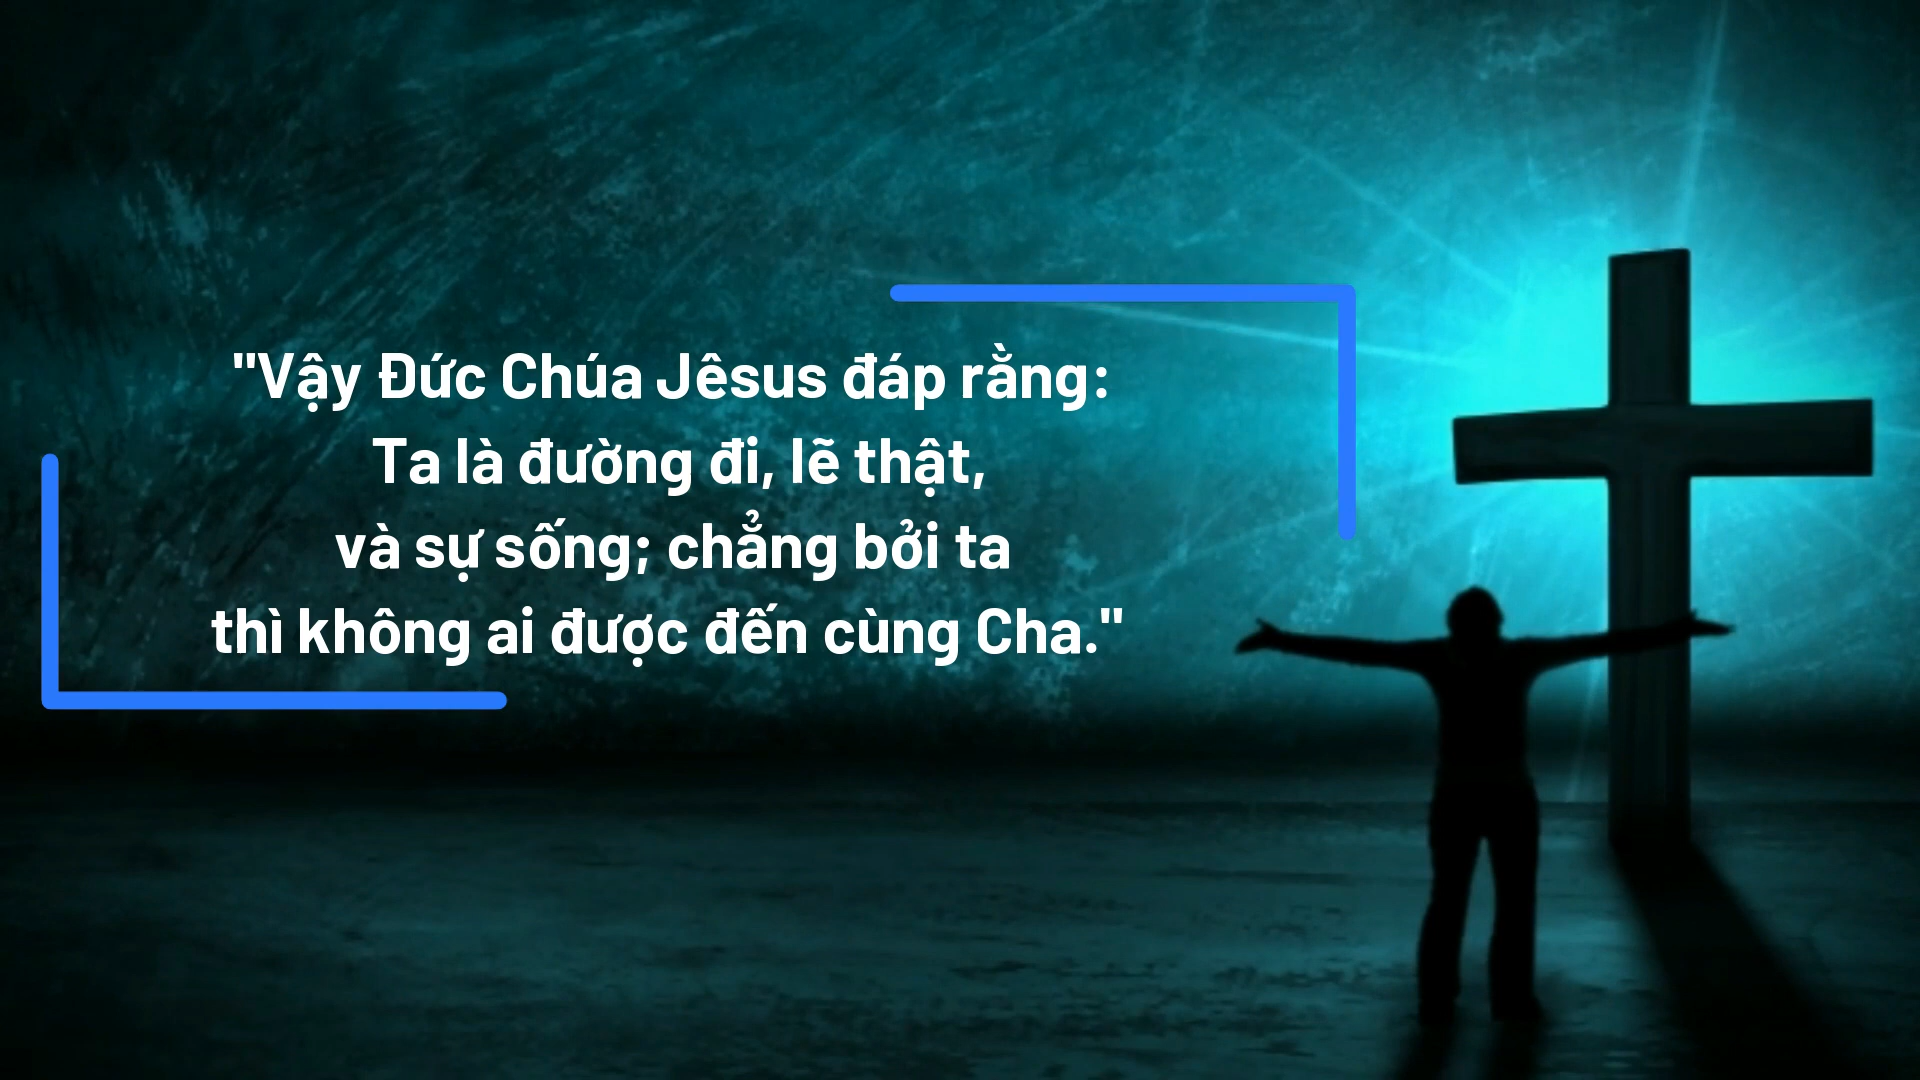 "Vậy Đức Chúa Jêsus đáp rằng:
Ta là đường đi, lẽ thật,
và sự sống; chẳng bởi ta
thì không ai được đến cùng Cha."